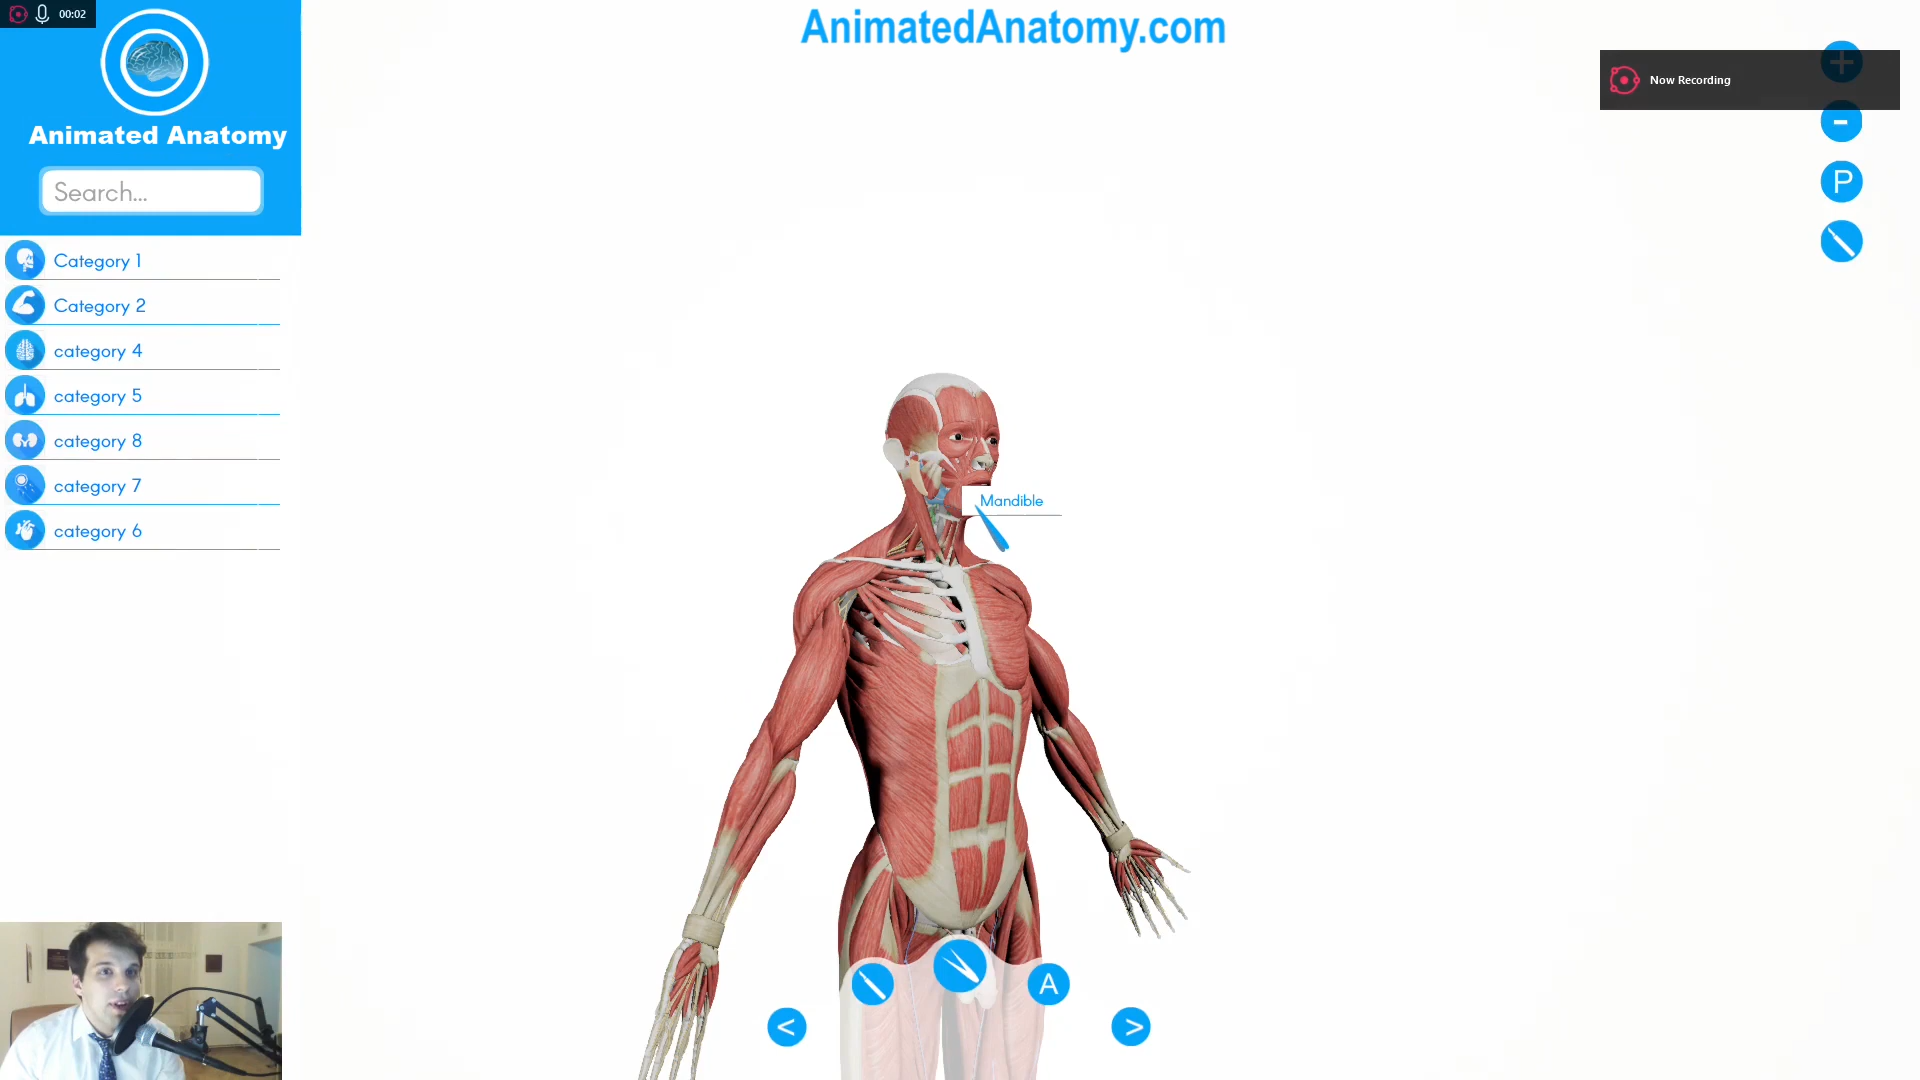 00:02
AnimatedAnatomy.com
Now Recording
Animated Anatomy
Search...
Category 1
Category 2
category 4
category 5
category 8
category 7
category 6
+
-
P
Mandible
A
<
>